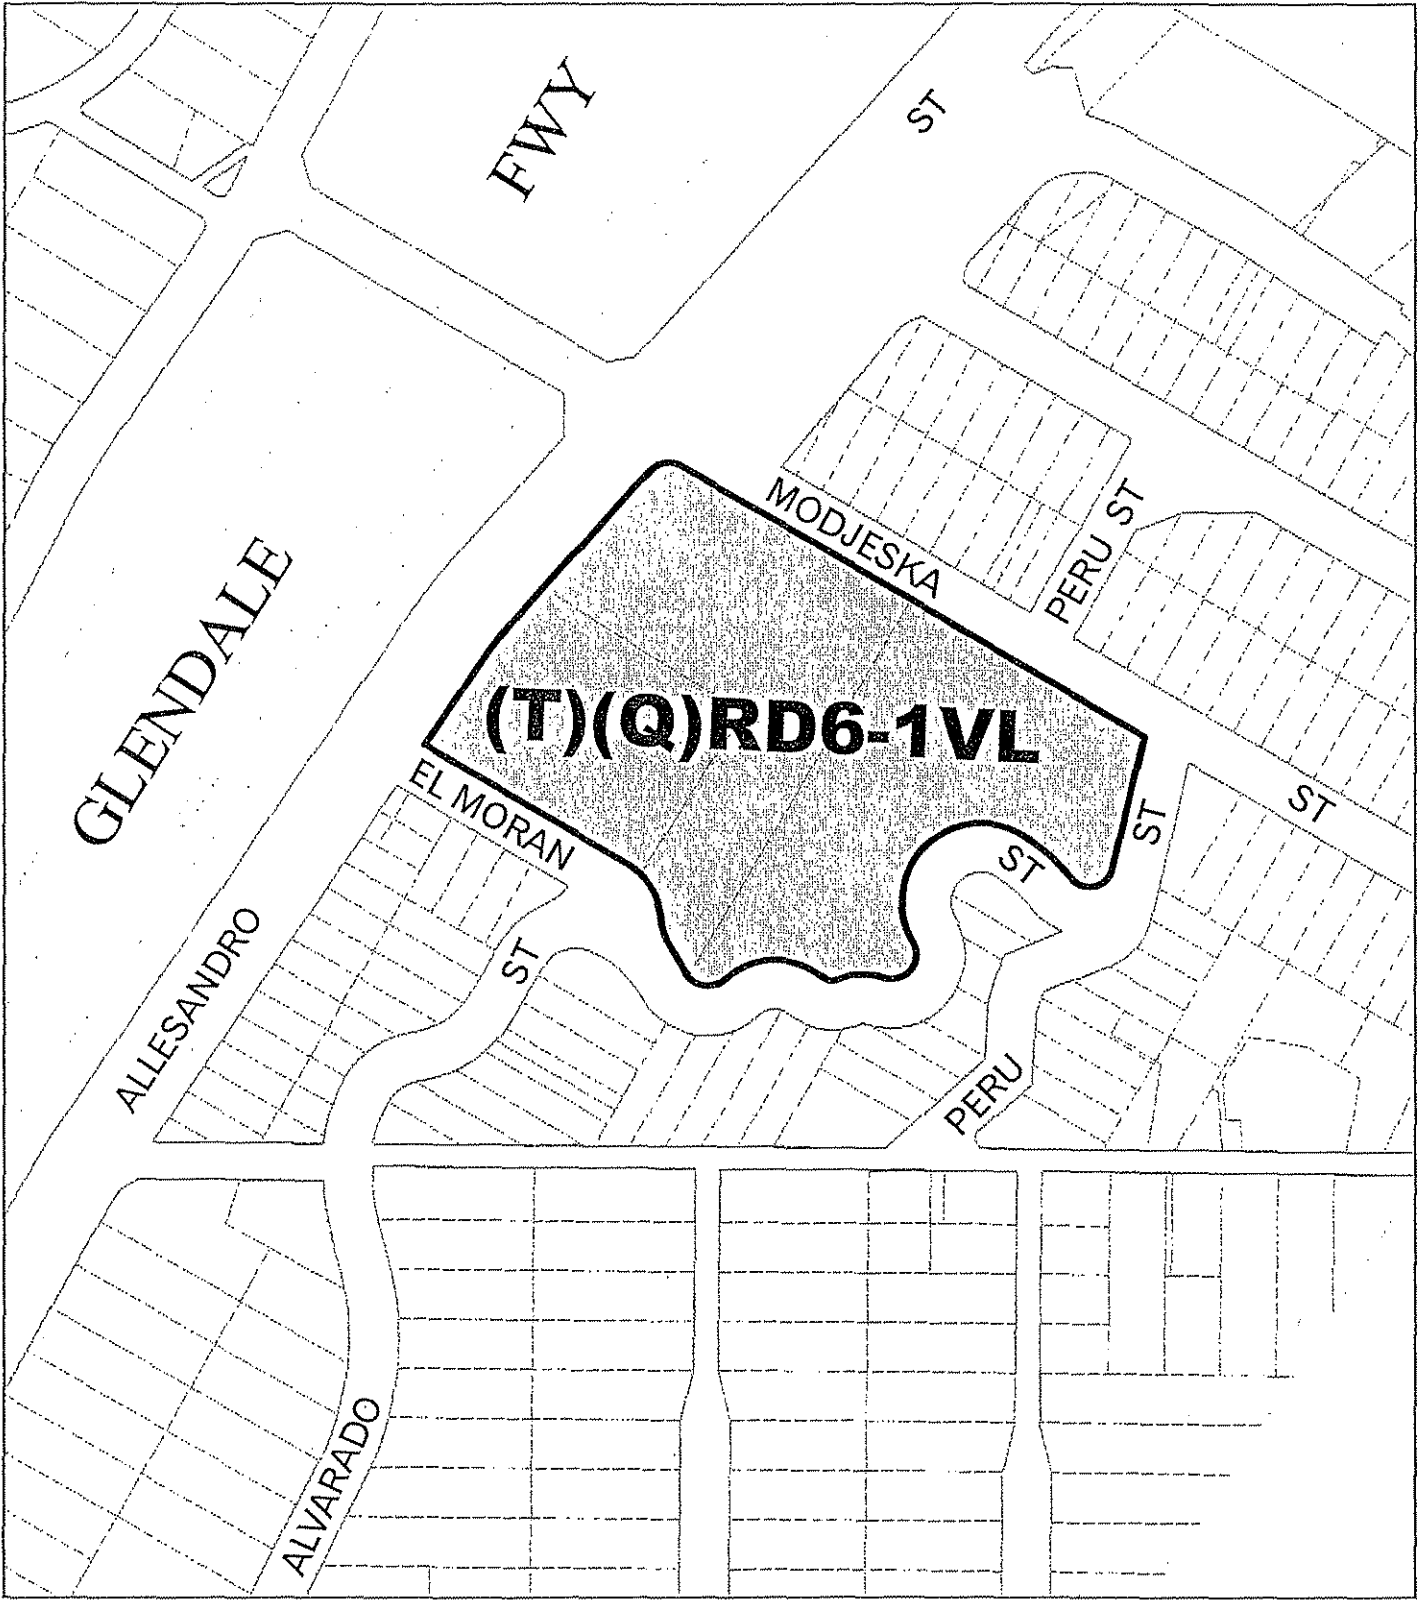 FWY
ST
MODJESKA
PERU ST
GLENDALE
(T)(Q)RD6-1VL
EL MORAN
ST
ST
ST
ST
ALLESANDRO
PERU
ALVARADO